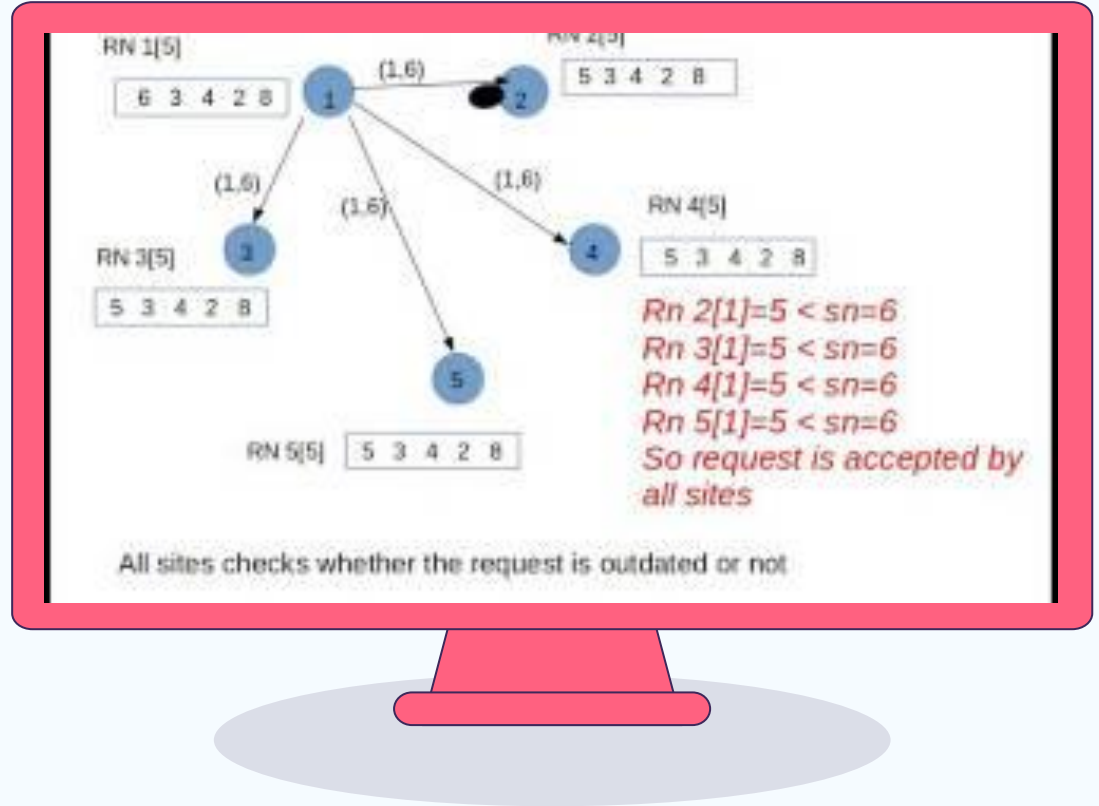 RN 1[5]
RN 2[5]
6 3 4 2 8
1
(1,6)
2
5 3 4 2 8
(1,6)
(1,6)
(1,6)
RN 4[5]
3
4
5 3 4 2 8
RN 3[5]
5 3 4 2 8
Rn 2[1]=5 < sn=6
Rn 3[1]=5 < sn=6
Rn 4[1]=5 < sn=6
Rn 5[1]=5 < sn=6
So request is accepted by
all sites
5
RN 5[5]
5 3 4 2 8
All sites checks whether the request is outdated or not